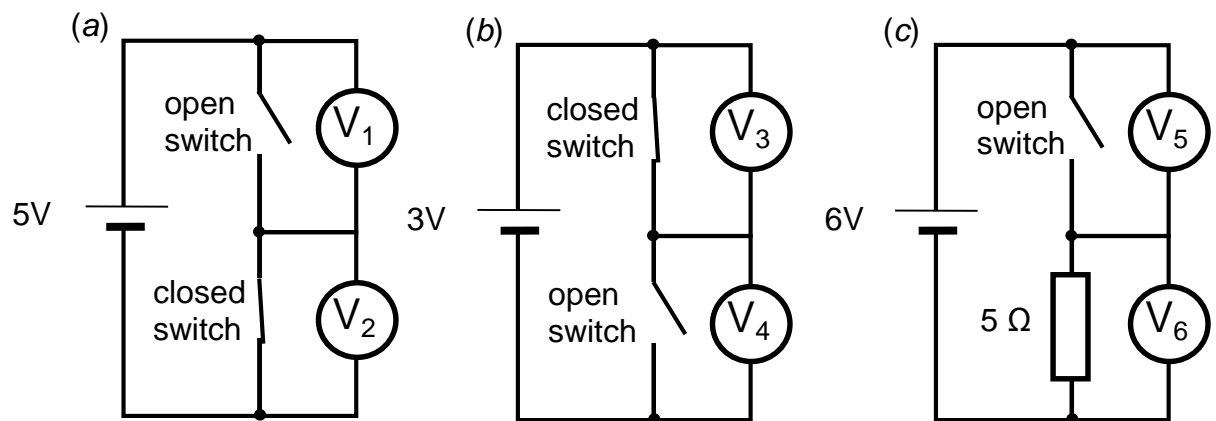 (a)
open
switch
V1
5V
closed
switch
V2
(b)
closed
switch
V3
3V
open
switch
V4
(c)
open
switch
V5
6V
5 Ω
V6